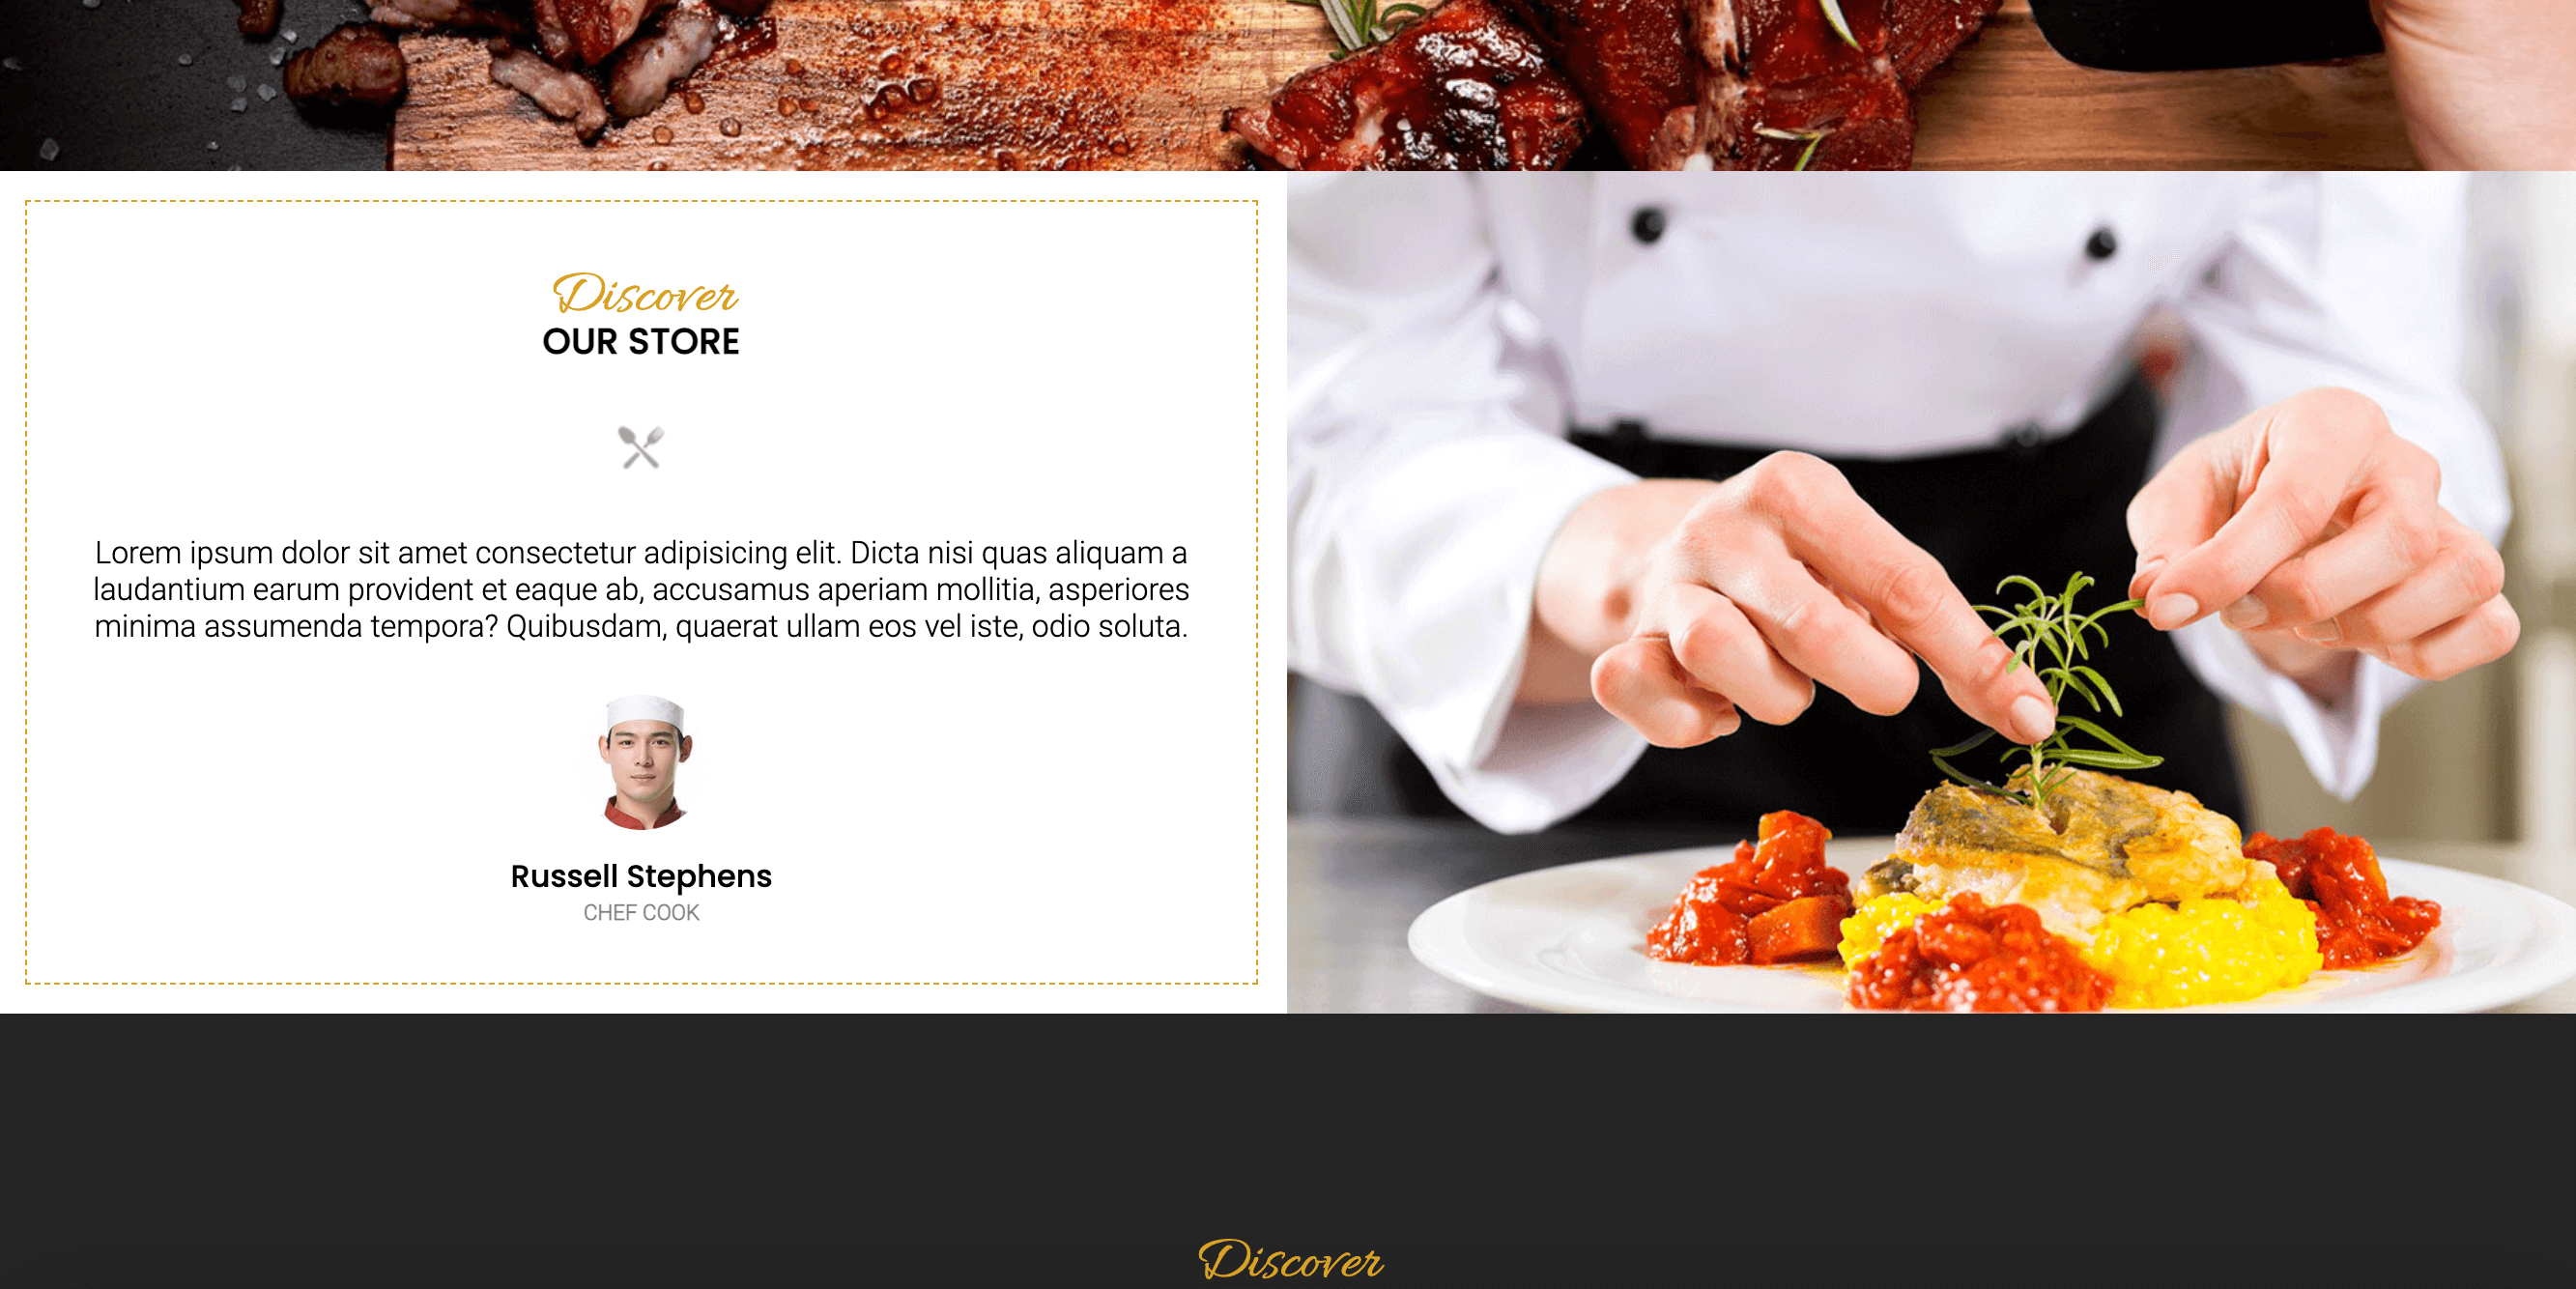 Discover
OUR STORE
Lorem ipsum dolor sit amet consectetur adipisicing elit. Dicta nisi quas aliquam a
laudantium earum provident et eaque ab, accusamus aperiam mollitia, asperiores
minima assumenda tempora? Quibusdam, quaerat ullam eos vel iste, odio soluta.
Russell Stephens
CHEF COOK
Discover